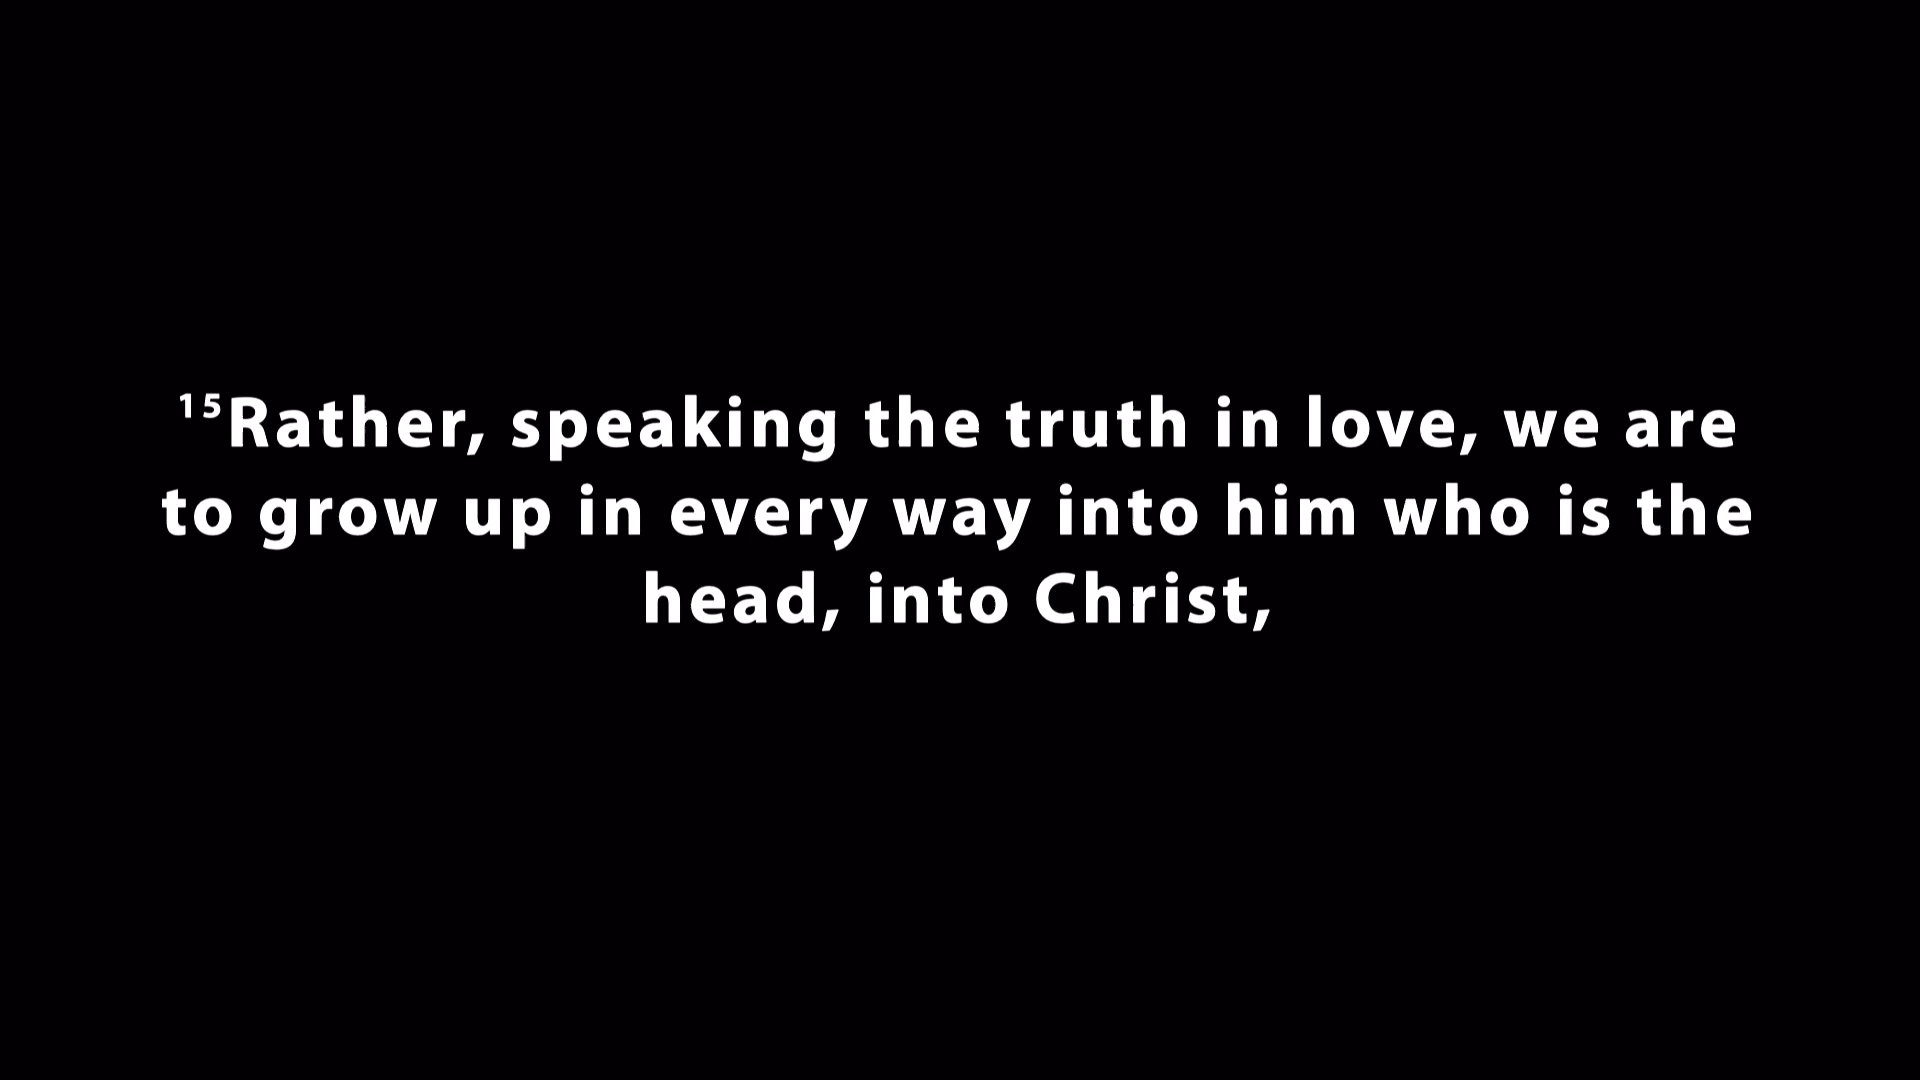 ¹⁵Rather, speaking the truth in love, we are
to grow up in every way into him who is the
head, into Christ,